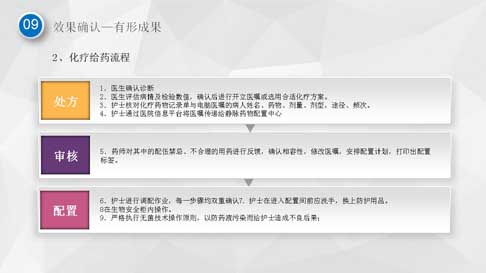 09
效果确认—有形成果
2、化疗给药流程
处方
1、医生确认诊断
2、医生评估病情及检验数值，确认后进行开立医嘱或选用合适化疗方案。
3、护士核对化疗药物记录单与电脑医嘱的病人姓名、药物、剂量、剂型、途径、频次。
4、护士通过医院信息平台将医嘱传递给静脉药物配置中心
审核
5、药师对其中的配伍禁忌、不合理的用药进行反馈，确认相容性，修改医嘱，安排配置计划，打印出配置
标签。
配置
6、护士进行调配作业，每一步骤均双重确认7、护士在进入配置间前应洗手，换上防护用品。
8在生物安全柜内操作。
9、严格执行无菌技术操作原则，以防药液污染而给护士造成不良后果；